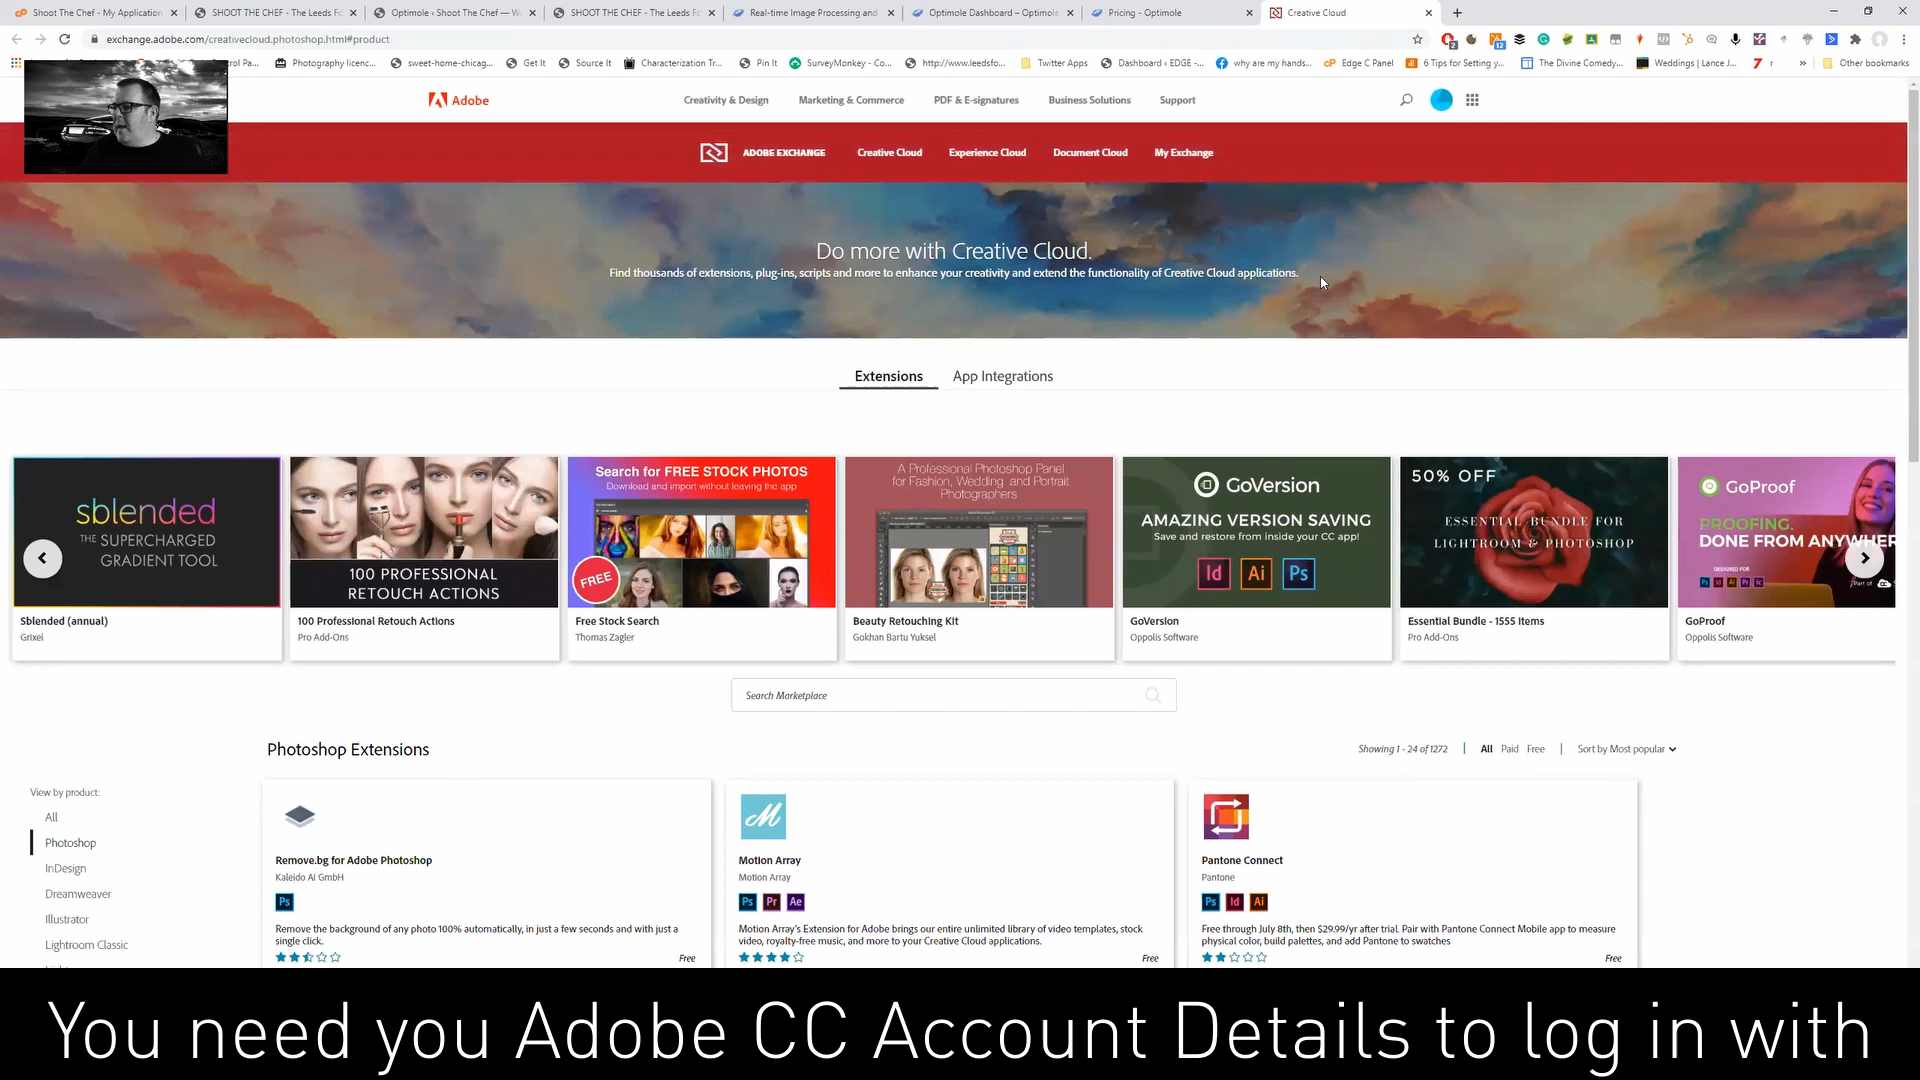 Shoot The Chef - My Application
SHOOT THE CHEF - The Leeds Fo
Optimole ‹ Shoot The Chef — W
SHOOT THE CHEF - The Leeds Fo
Real-time Image Processing and
Optimole Dashboard – Optimole
Pricing - Optimole
Creative Cloud
exchange.adobe.com/creativecloud.photoshop.html#product
ntrol Pa...
Photography licenc...
sweet-home-chicag...
Get It
Source It
Characterization Tr...
Pin It
SurveyMonkey - Co...
http://www.leedsfo...
Twitter Apps
Dashboard ‹ EDGE -...
why are my hands...
Edge C Panel
6 Tips for Setting y...
The Divine Comedy...
Weddings | Lance J...
Other bookmarks
Adobe
Creativity & Design
Marketing & Commerce
PDF & E-signatures
Business Solutions
Support
ADOBE EXCHANGE
Creative Cloud
Experience Cloud
Document Cloud
My Exchange
Do more with Creative Cloud.
Find thousands of extensions, plug-ins, scripts and more to enhance your creativity and extend the functionality of Creative Cloud applications.
Extensions
App Integrations
sblended
THE SUPERCHARGED
GRADIENT TOOL
Sblended (annual)
Grixel
100 PROFESSIONAL
RETOUCH ACTIONS
100 Professional Retouch Actions
Pro Add-Ons
Search for FREE STOCK PHOTOS
Download and import without leaving the app
FREE
Free Stock Search
Thomas Zagler
A Professional Photoshop Panel
for Fashion, Wedding and Portrait
Photographers
Beauty Retouching Kit
Gokhan Bartu Yuksel
GoVersion
AMAZING VERSION SAVING
Save and restore from inside your CC app!
Id Ai Ps
GoVersion
Oppolis Software
50% OFF
ESSENTIAL BUNDLE FOR
LIGHTROOM & PHOTOSHOP
Essential Bundle - 1555 Items
Pro Add-Ons
GoProof
PROOFING.
DONE FROM ANYWHER
DESIGNED FOR
Part of
GoProof
Oppolis Software
Search Marketplace
Photoshop Extensions
Showing 1 - 24 of 1272
All
Paid
Free
Sort by Most popular
View by product:
All
Photoshop
InDesign
Dreamweaver
Illustrator
Lightroom Classic
Remove.bg for Adobe Photoshop
Kaleido AI GmbH
Ps
Remove the background of any photo 100% automatically, in just a few seconds and with just a
single click.
Free
M
Motion Array
Motion Array
Ps Pr Ae
Motion Array's Extension for Adobe brings our entire unlimited library of video templates, stock
video, royalty-free music, and more to your Creative Cloud applications.
Free
Pantone Connect
Pantone
Ps Id Ai
Free through July 8th, then $29.99/yr after trial. Pair with Pantone Connect Mobile app to measure
physical color, build palettes, and add Pantone to swatches
Free
You need you Adobe CC Account Details to log in with